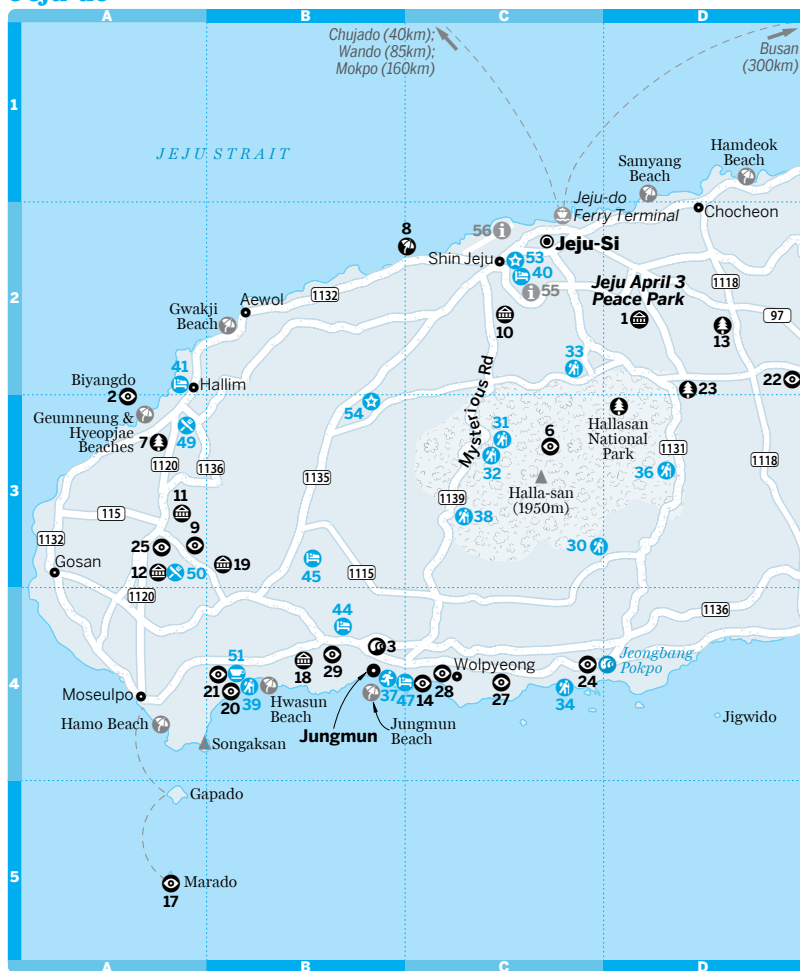 A
B
C
D
Chujado (40km);
Wando (85km);
Mokpo (160km)
Busan
(300km)
1
JEJU STRAIT
Hamdeok
Beach
Samyang
Beach
Jeju-do
Ferry Terminal
Chocheon
8
56
Jeju-Si
Shin Jeju
53
40
55
Jeju April 3
Peace Park
1118
2
1132
Aewol
Gwakji
Beach
10
1
13
97
33
41
Hallim
Biyangdo
2
22
23
54
Geumneung &
Hyeopjae
Beaches
49
7
Mysterious Rd
31
6
32
Hallasan
National
Park
1131
36
1118
1120
1136
1135
3
Halla-san
(1950m)
1139
38
11
115
9
1132
25
30
Gosan
12
50
19
45
1115
1120
1136
44
3
51
18
29
Wolpyeong
Jeongbang
Pokpo
24
4
21
20
39
37
47
14
28
27
34
Moseulpo
Hwasun
Beach
Jungmun
Jungmun
Beach
Jigwido
Hamo Beach
Songaksan
Gapado
5
Marado
17
A
B
C
D